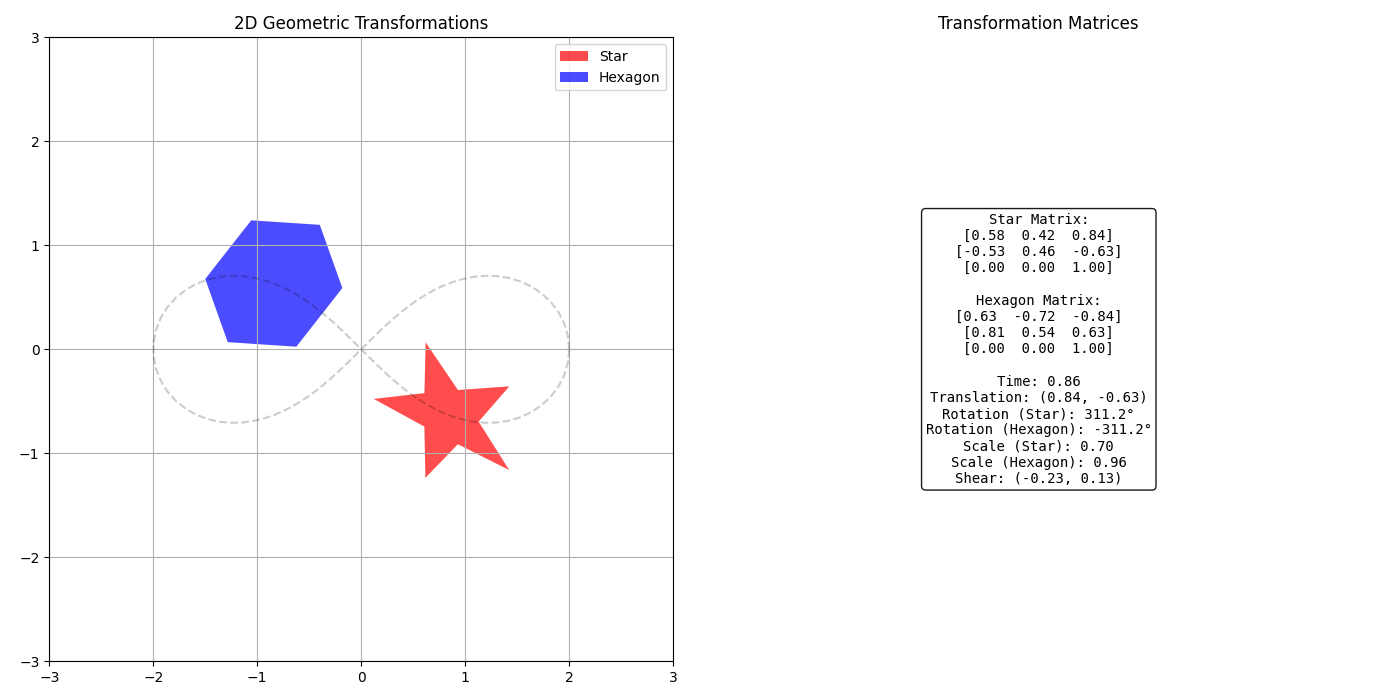 2D Geometric Transformations
Star
Hexagon
3
2
1
0
−1
−2
−3
−3
−2
−1
0
1
2
3
Transformation Matrices
Star Matrix:
[0.58  0.42  0.84]
[-0.53  0.46  -0.63]
[0.00  0.00  1.00]
Hexagon Matrix:
[0.63  -0.72  -0.84]
[0.81  0.54  0.63]
[0.00  0.00  1.00]
Time: 0.86
Translation: (0.84, -0.63)
Rotation (Star): 311.2°
Rotation (Hexagon): -311.2°
Scale (Star): 0.70
Scale (Hexagon): 0.96
Shear: (-0.23, 0.13)